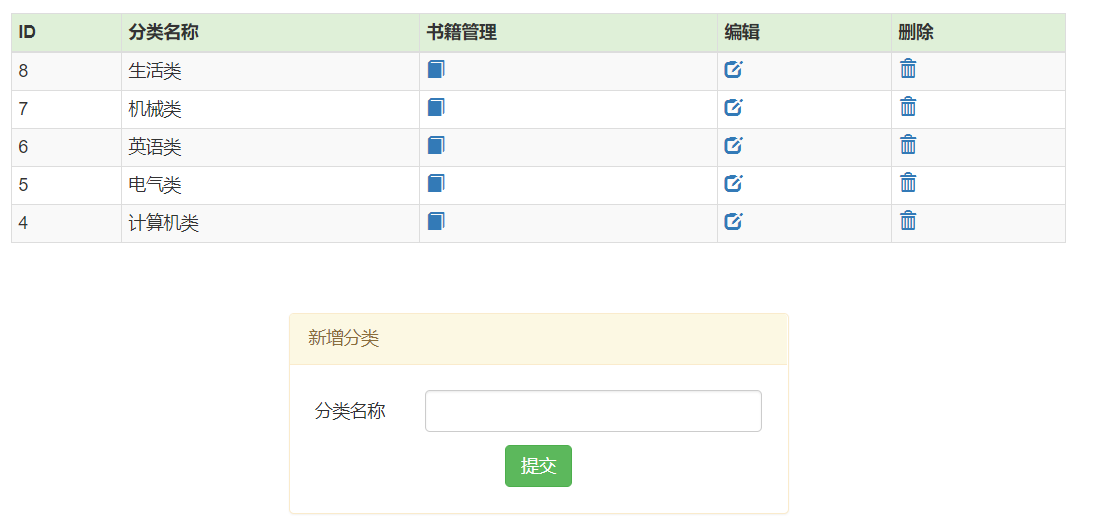 ID 分类名称 书籍管理 编辑 删除
8 生活类
7 机械类
6 英语类
5 电气类
4 计算机类
新增分类
分类名称
提交